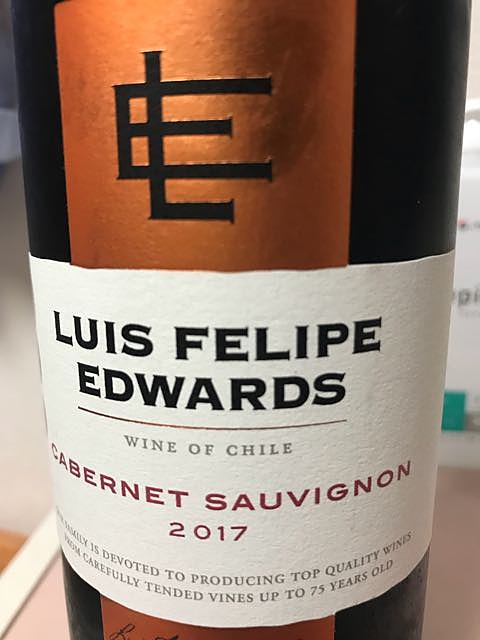 LUIS FELIPE
EDWARDS
WINE OF CHILE
CABERNET SAUVIGNON
2017
FAMILY IS DEVOTED TO PRODUCING TOP QUALITY WINES
FROM CAREFULLY TENDED VINES UP TO 75 YEARS OLD